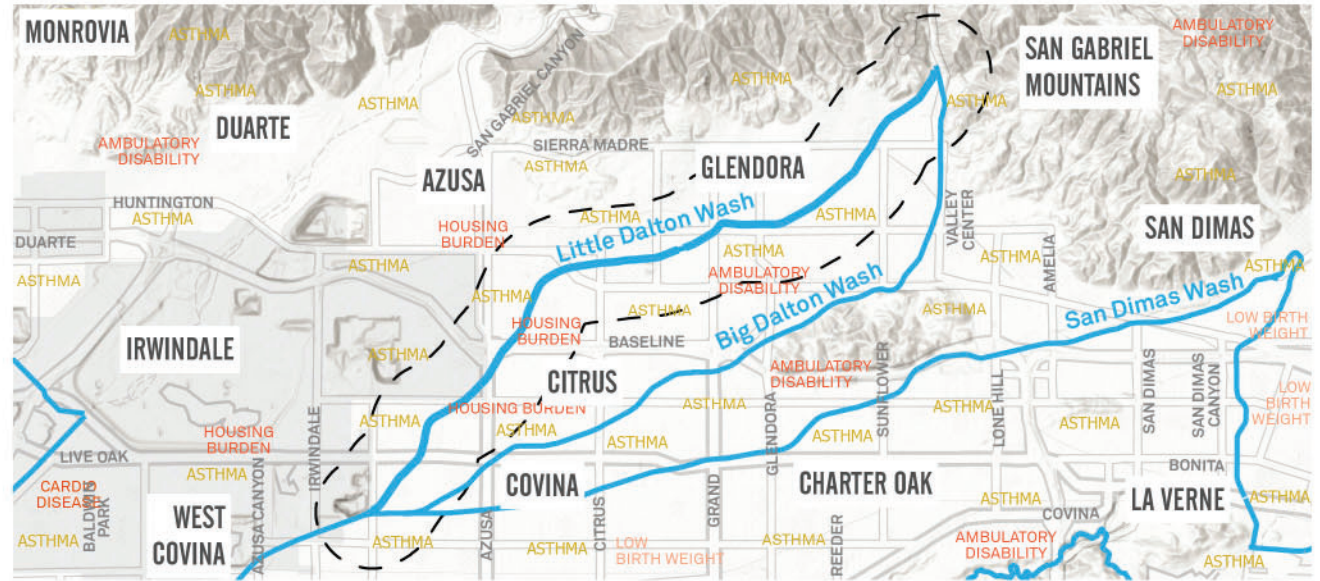 MONROVIA
ASTHMA
AMBULATORY
DISABILITY
SAN GABRIEL
MOUNTAINS
SAN GABRIEL CANYON
ASTHMA
ASTHMA
ASTHMA
ASTHMA
ASTHMA
DUARTE
ASTHMA
AMBULATORY
DISABILITY
SIERRA MADRE
ASTHMA
GLENDORA
AZUSA
ASTHMA
HUNTINGTON
ASTHMA
ASTHMA
ASTHMA
Little Dalton Wash
VALLEY
CENTER
SAN DIMAS
HOUSING
BURDEN
DUARTE
ASTHMA
ASTHMA
AMELIA
ASTHMA
ASTHMA
ASTHMA
AMBULATORY
DISABILITY
Big Dalton Wash
ASTHMA
ASTHMA
ASTHMA
San Dimas Wash
LOW BIRTH
WEIGHT
HOUSING
BURDEN
BASELINE
IRWINDALE
ASTHMA
CITRUS
AMBULATORY
DISABILITY
SUNFLOWER
SAN DIMAS
SAN DIMAS
CANYON
LOW
BIRTH
WEIGHT
HOUSING BURDEN
ASTHMA
ASTHMA
LONE HILL
ASTHMA
ASTHMA
ASTHMA
ASTHMA
ASTHMA
HOUSING
BURDEN
IRWINDALE
GLENDORA
LIVE OAK
ASTHMA
BONITA
CARDIO
DISEASE
BALDWIN
PARK
AZUSA CANYON
COVINA
CHARTER OAK
LA VERNE
ASTHMA
ASTHMA
WEST
COVINA
AZUSA
CITRUS
GRAND
REEDER
COVINA
ASTHMA
ASTHMA
ASTHMA
LOW
BIRTH WEIGHT
ASTHMA
AMBULATORY
DISABILITY
ASTHMA